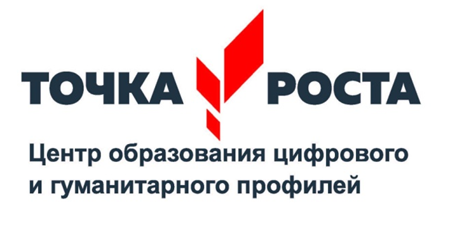 ТОЧКА РОСТА
Центр образования цифрового
и гуманитарного профилей